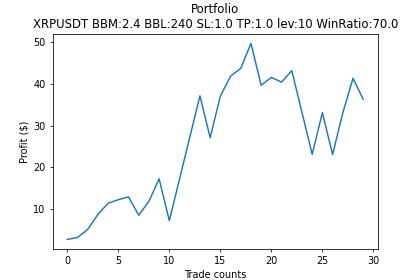 Portfolio
XRPUSDT BBM:2.4 BBL:240 SL:1.0 TP:1.0 lev:10 WinRatio:70.0
50
40
30
20
10
Profit ($)
0 5 10 15 20 25 30
Trade counts